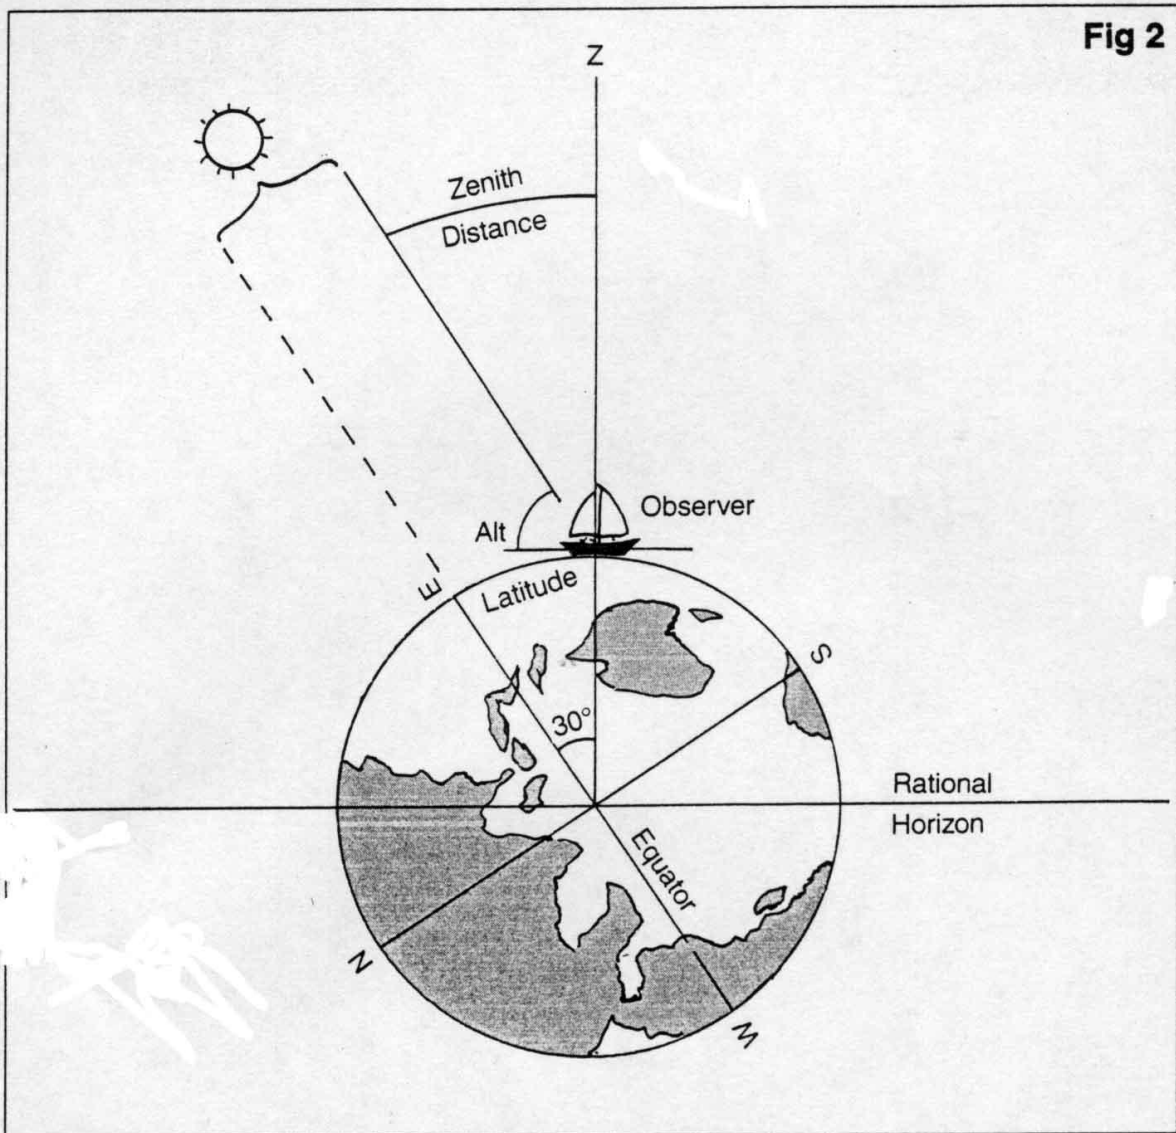 Fig 2
Z
Zenith
Distance
Observer
Alt
E
Latitude
S
30°
Rational
Horizon
Equator
N
W